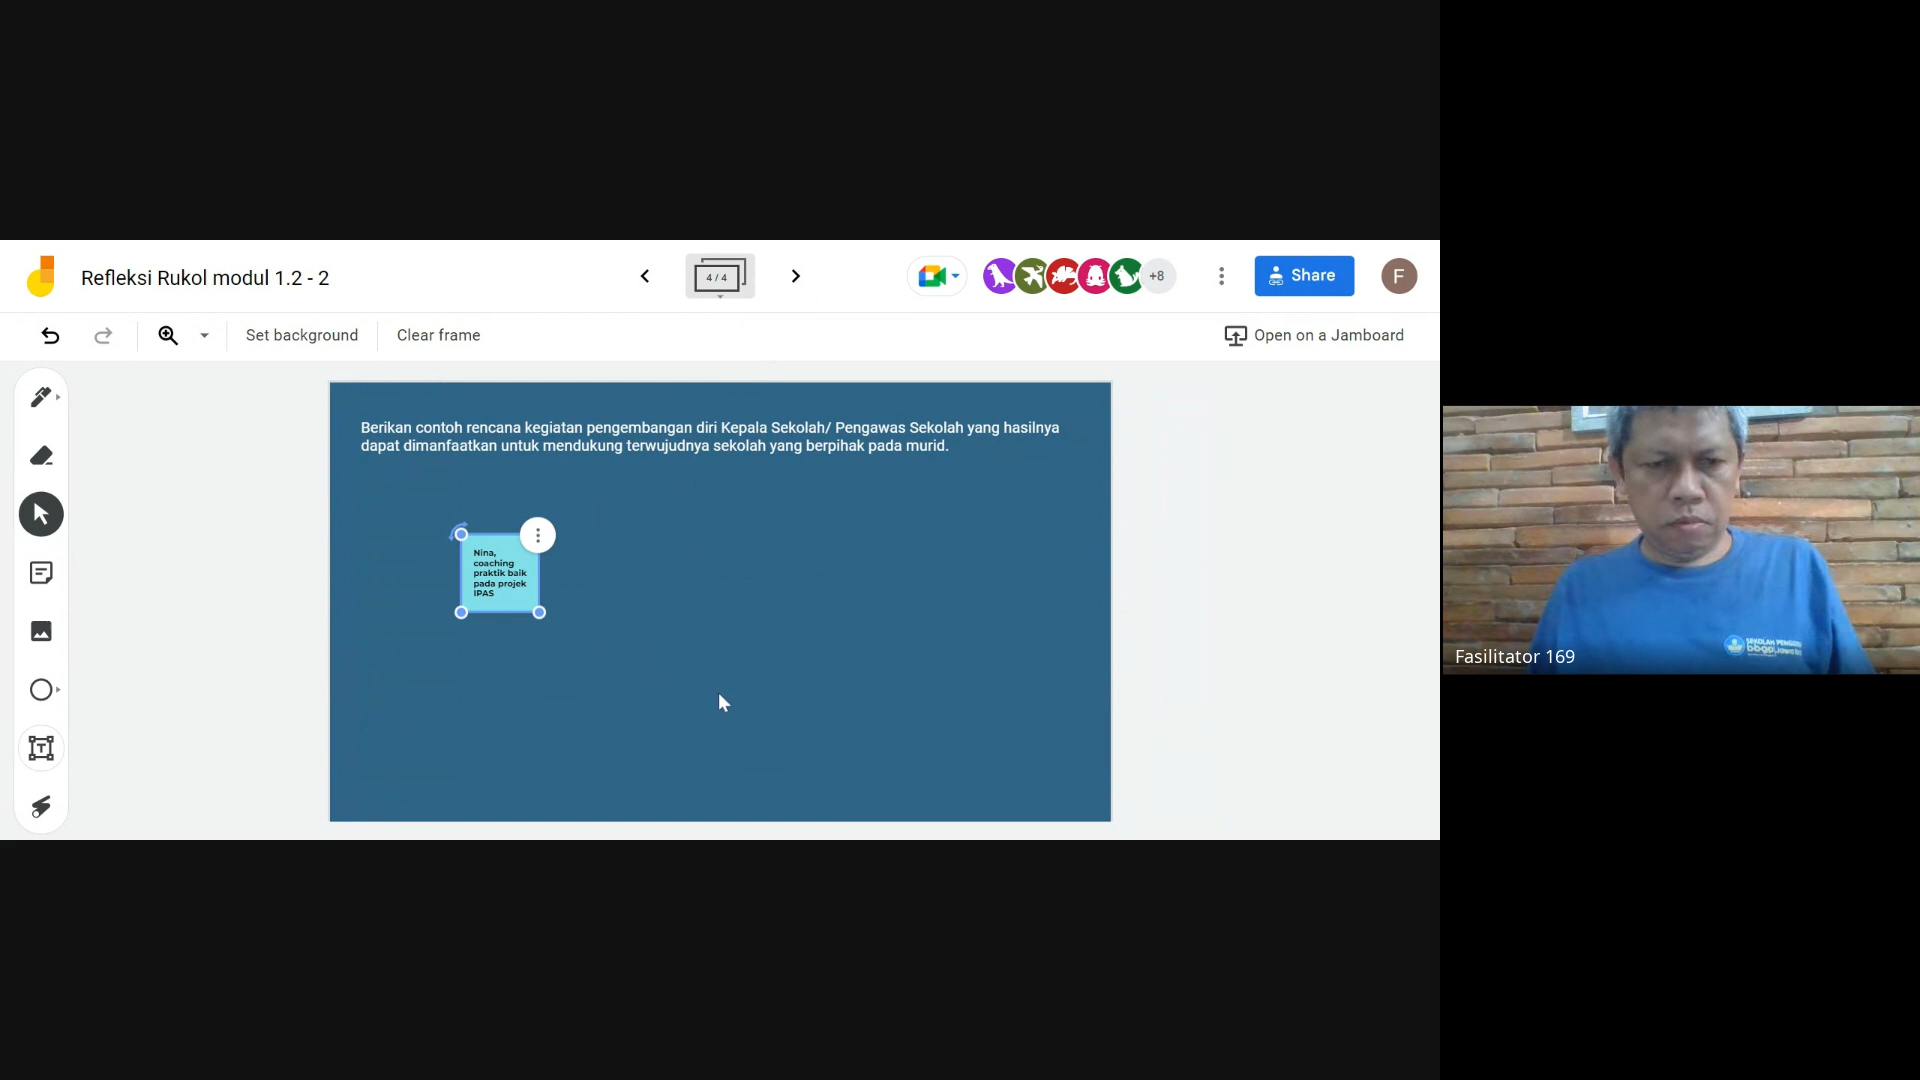 Refleksi Rukol modul 1.2 - 2
4 / 4
+8
Share
F
Set background
Clear frame
Open on a Jamboard
Berikan contoh rencana kegiatan pengembangan diri Kepala Sekolah/ Pengawas Sekolah yang hasilnya
dapat dimanfaatkan untuk mendukung terwujudnya sekolah yang berpihak pada murid.
Nina,
coaching
praktik baik
pada projek
IPAS
T
SEKOLAH
Fasilitator 169